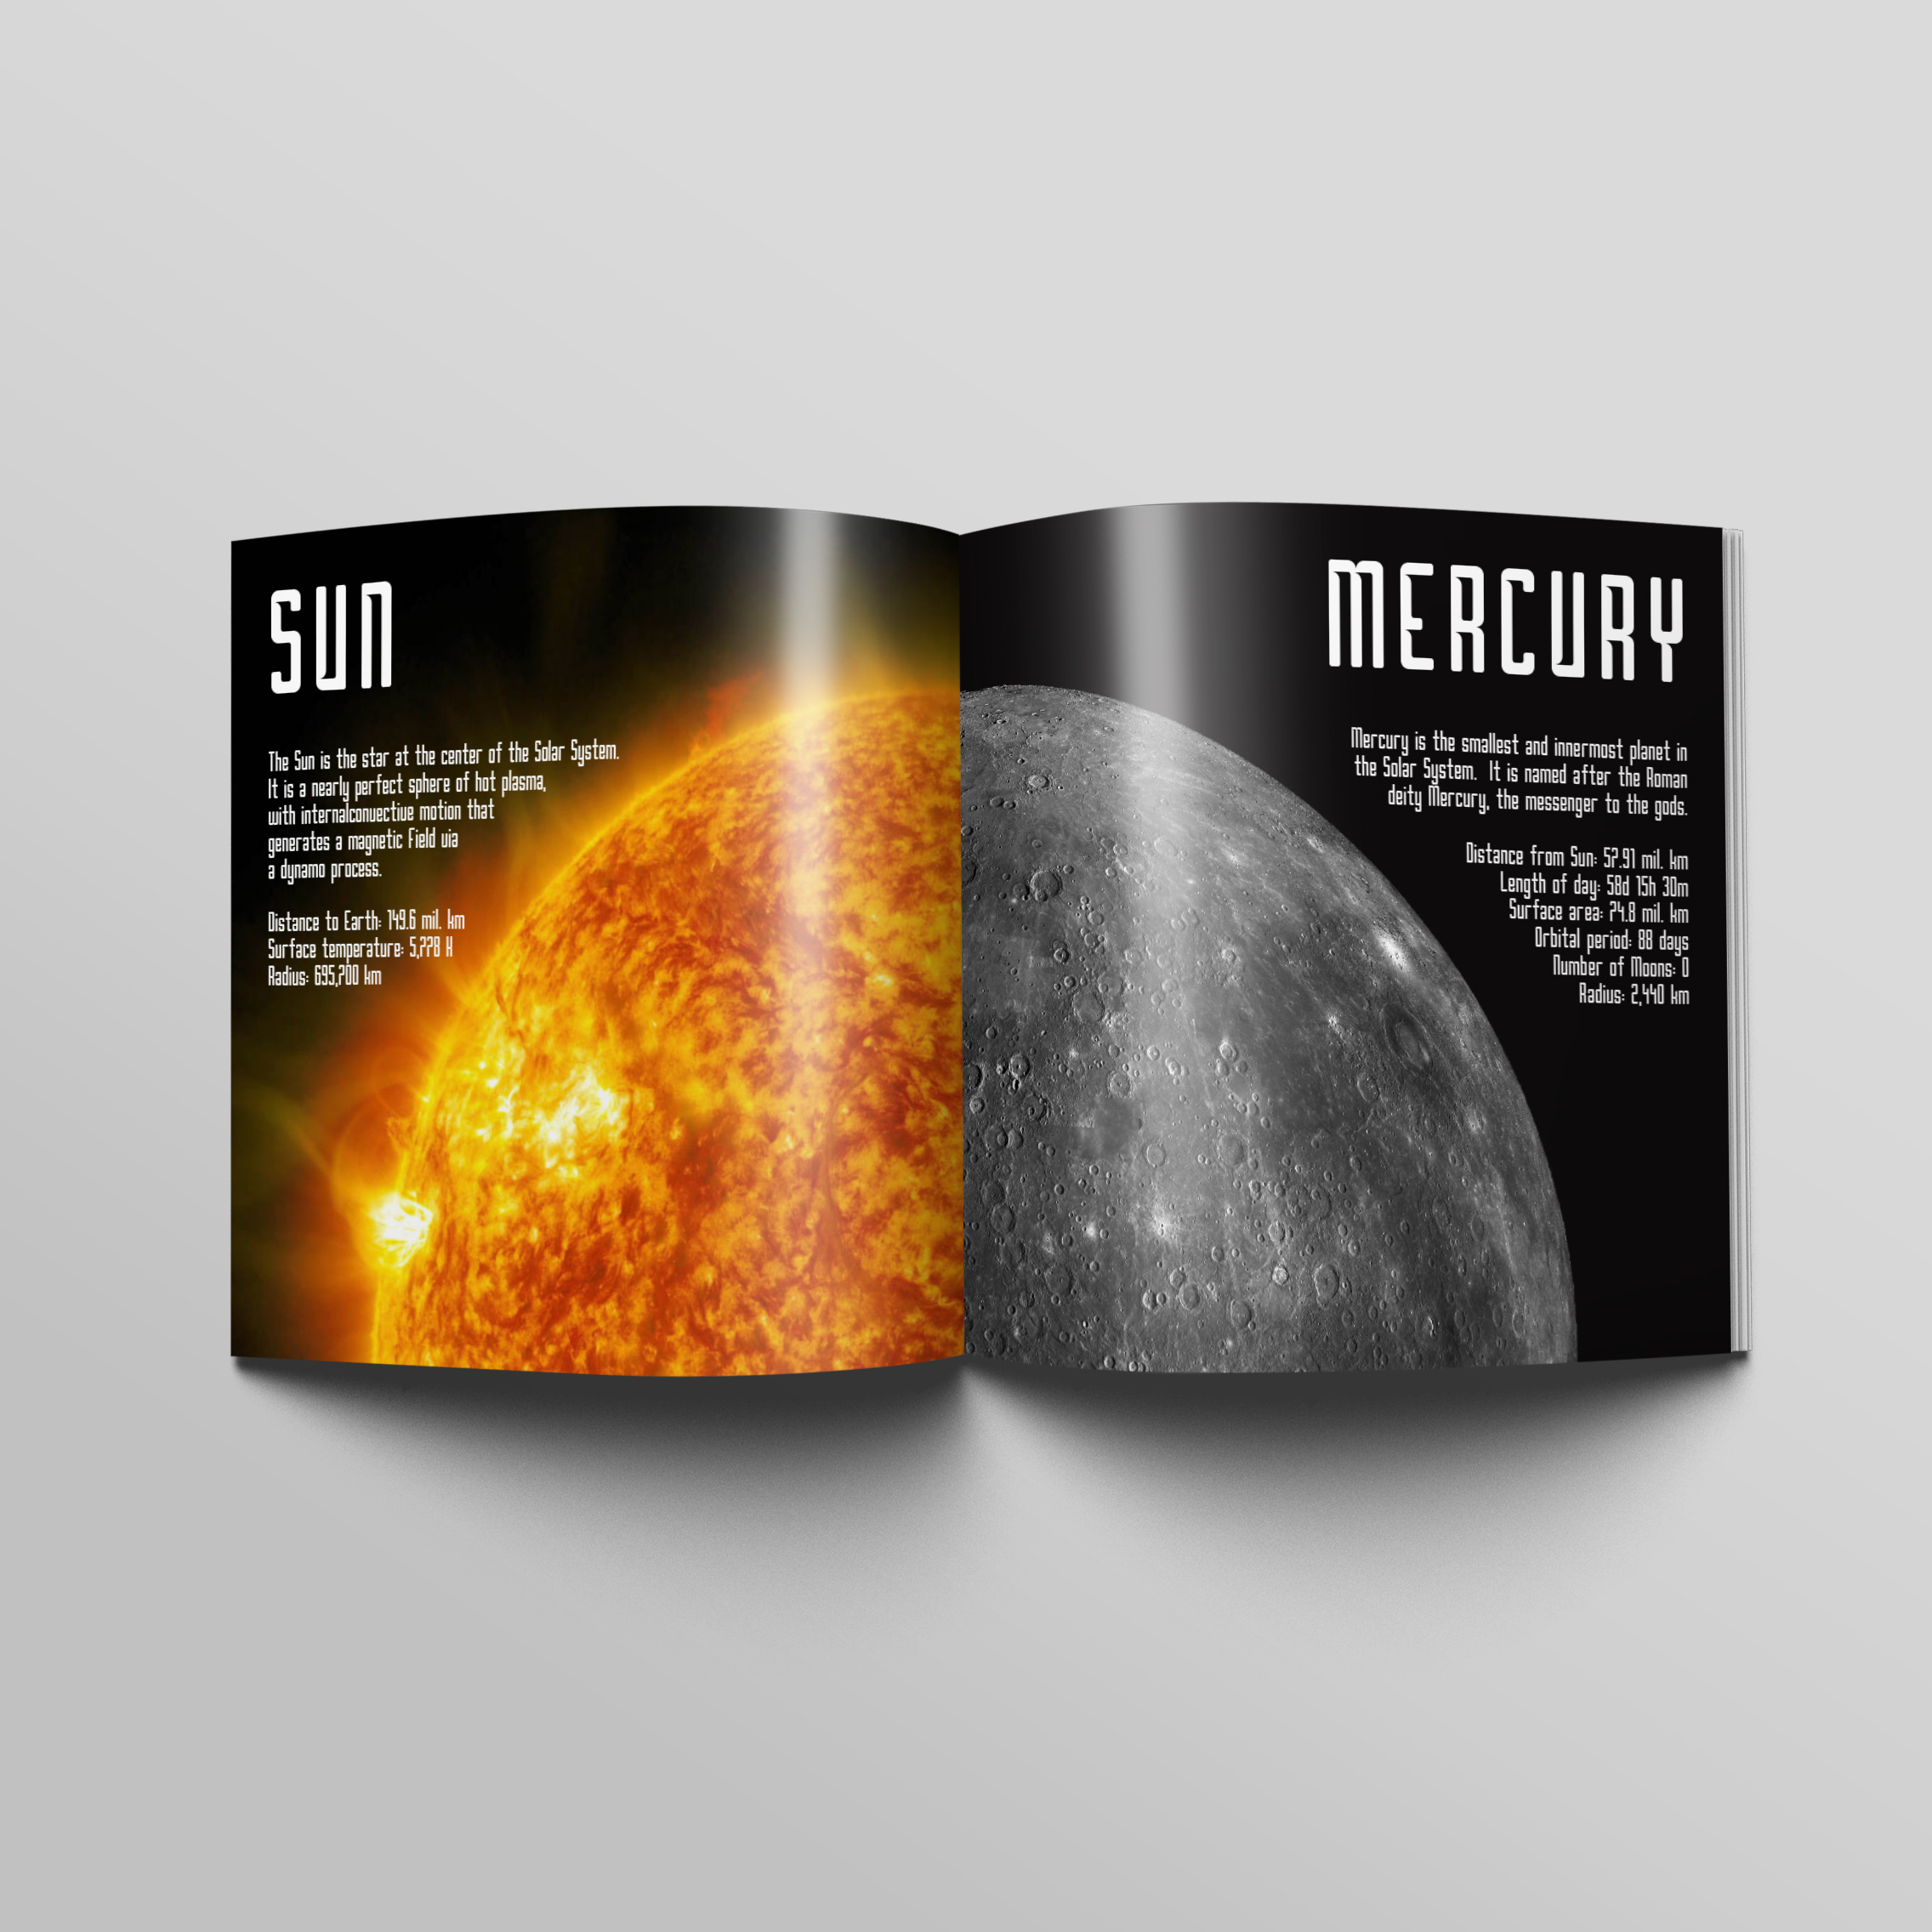 SUN
The Sun is the star at the center of the Solar System.
It is a nearly perfect sphere of hot plasma,
with internalconvective motion that
generates a magnetic field via
a dynamo process.
Distance to Earth: 149.6 mil. km
Surface temperature: 5,778 K
Radius: 695,700 km
MERCURY
Mercury is the smallest and innermost planet in
the Solar System. It is named after the Roman
deity Mercury, the messenger to the gods.
Distance from Sun: 57.91 mil. km
Length of day: 58d 15h 30m
Surface area: 74.8 mil. km
Orbital period: 88 days
Number of Moons: 0
Radius: 2,440 km